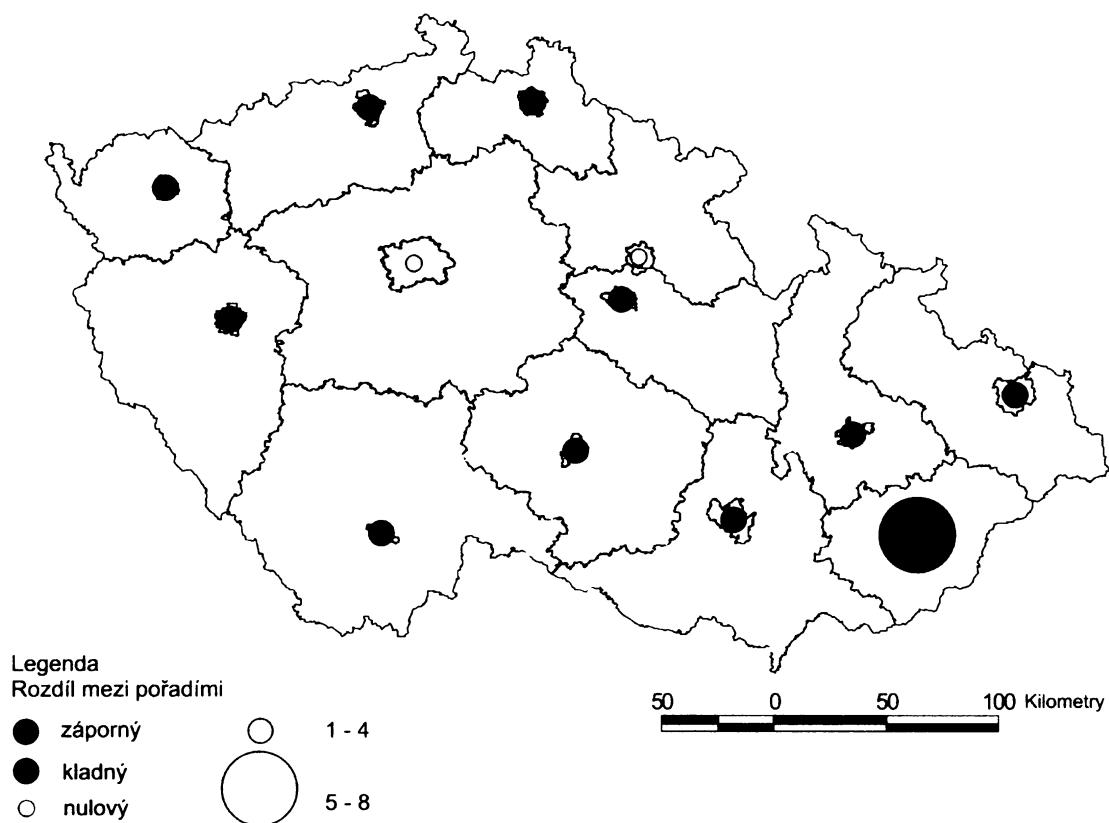 Legenda
Rozdíl mezi pořadími
záporný
kladný
nulový
1 - 4
5 - 8
50 0 50 100 Kilometry